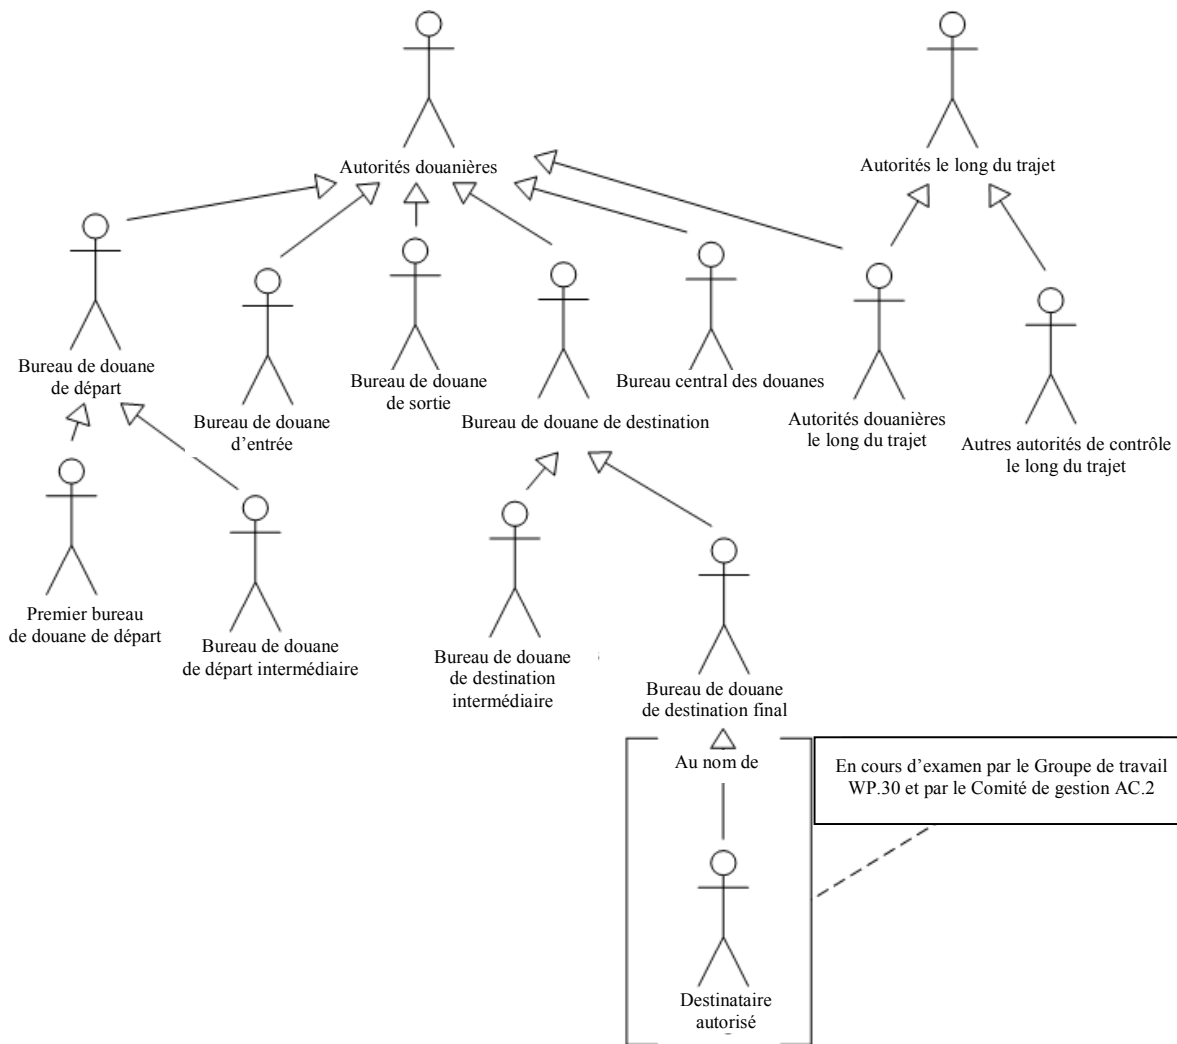 Autorités douanières
Autorités le long du trajet
Bureau de douane
de départ
Bureau de douane
d'entrée
Bureau de douane
de sortie
Bureau de douane de destination
Bureau central des douanes
Autorités douanières
le long du trajet
Autres autorités de contrôle
le long du trajet
Premier bureau
de douane de départ
Bureau de douane
de départ intermédiaire
Bureau de douane
de destination
intermédiaire
Bureau de douane
de destination final
Au nom de
En cours d'examen par le Groupe de travail
WP.30 et par le Comité de gestion AC.2
Destinataire
autorisé